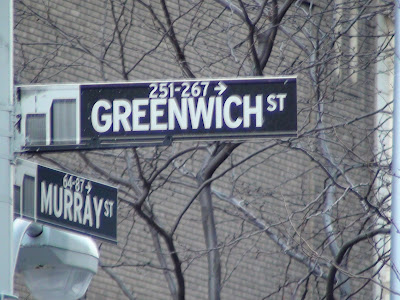 251-267→
GREENWICH ST
64-87→
MURRAY ST